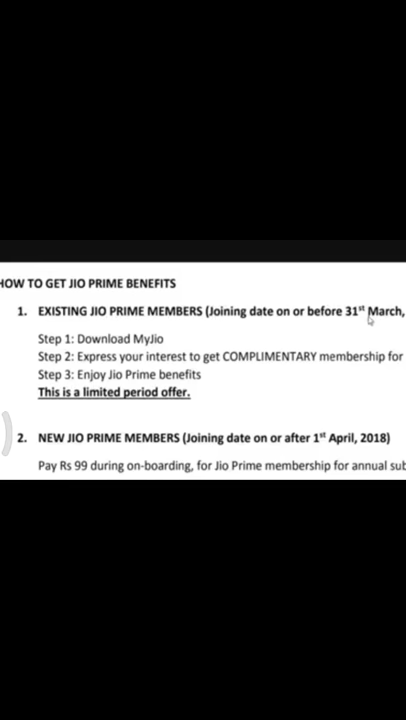 HOW TO GET JIO PRIME BENEFITS
1. EXISTING JIO PRIME MEMBERS (Joining date on or before 31st March,
Step 1: Download MyJio
Step 2: Express your interest to get COMPLIMENTARY membership for
Step 3: Enjoy Jio Prime benefits
This is a limited period offer.
2. NEW JIO PRIME MEMBERS (Joining date on or after 1st April, 2018)
Pay Rs 99 during on-boarding, for Jio Prime membership for annual sub